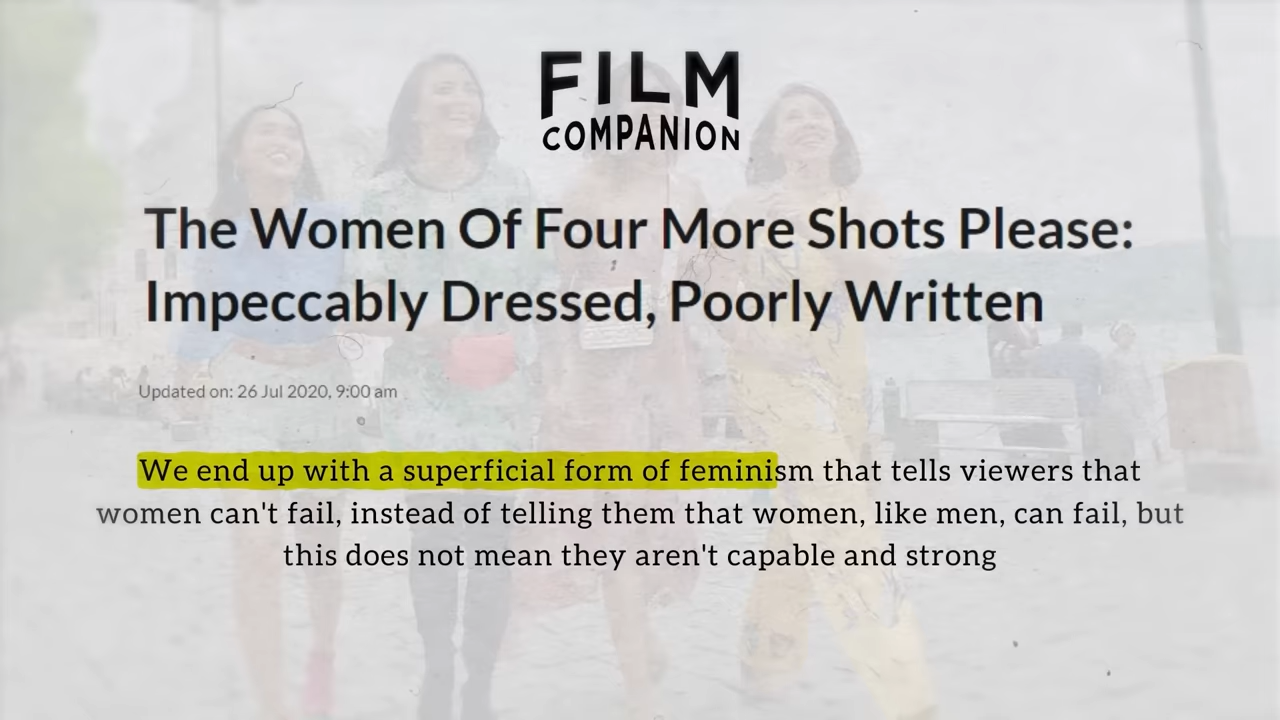 FILM
COMPANION
The Women Of Four More Shots Please:
Impeccably Dressed, Poorly Written
Updated on: 26 Jul 2020, 9:00 am
We end up with a superficial form of feminism that tells viewers that
women can't fail, instead of telling them that women, like men, can fail, but
this does not mean they aren't capable and strong